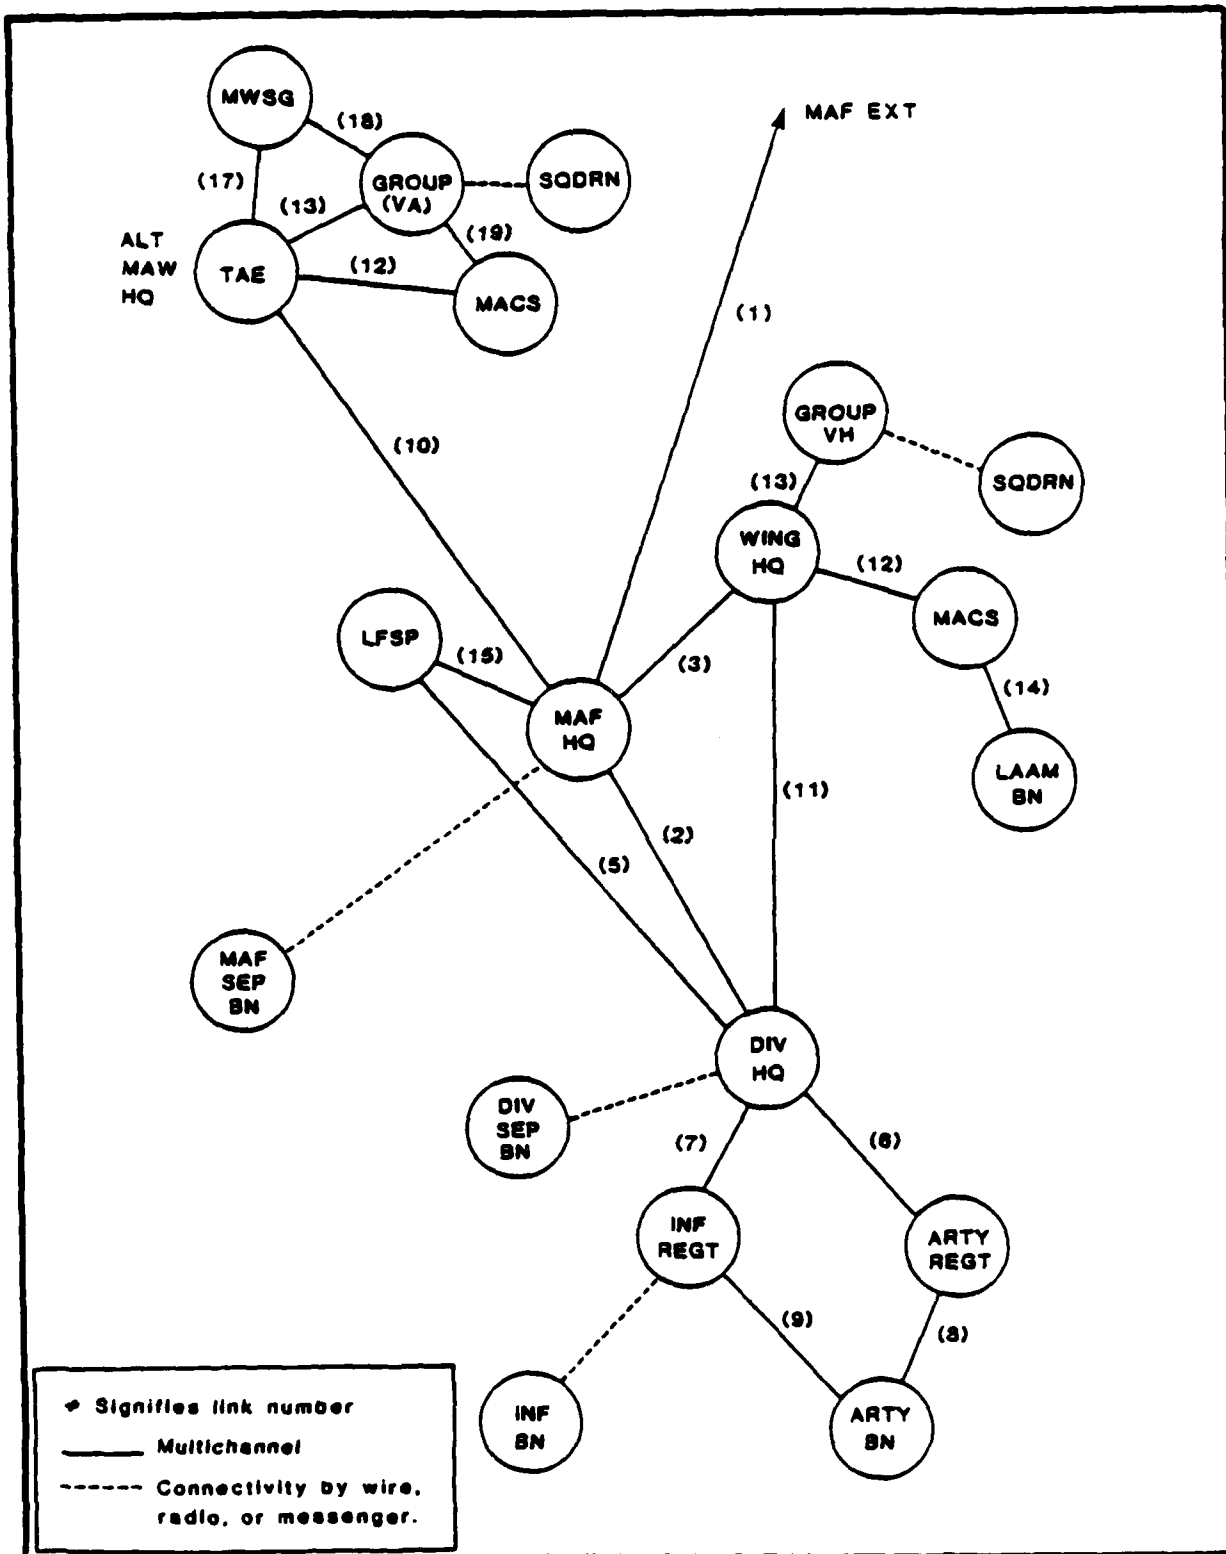 MWSG
(18)
MAF EXT
GROUP
(VA)
SQDRN
(17)
(13)
(19)
ALT
MAW
HQ
TAE
(12)
MACS
(1)
GROUP
VH
(10)
SQDRN
(13)
WING
HQ
(12)
MACS
LFSP
(15)
(3)
(14)
MAF
HQ
LAAM
BN
(11)
(2)
(5)
MAF
SEP
BN
DIV
HQ
DIV
SEP
BN
(7)
(6)
INF
REGT
ARTY
REGT
(9)
(8)
INF
BN
ARTY
BN
# Signifies link number
Multichannel
Connectivity by wire,
radio, or messenger.